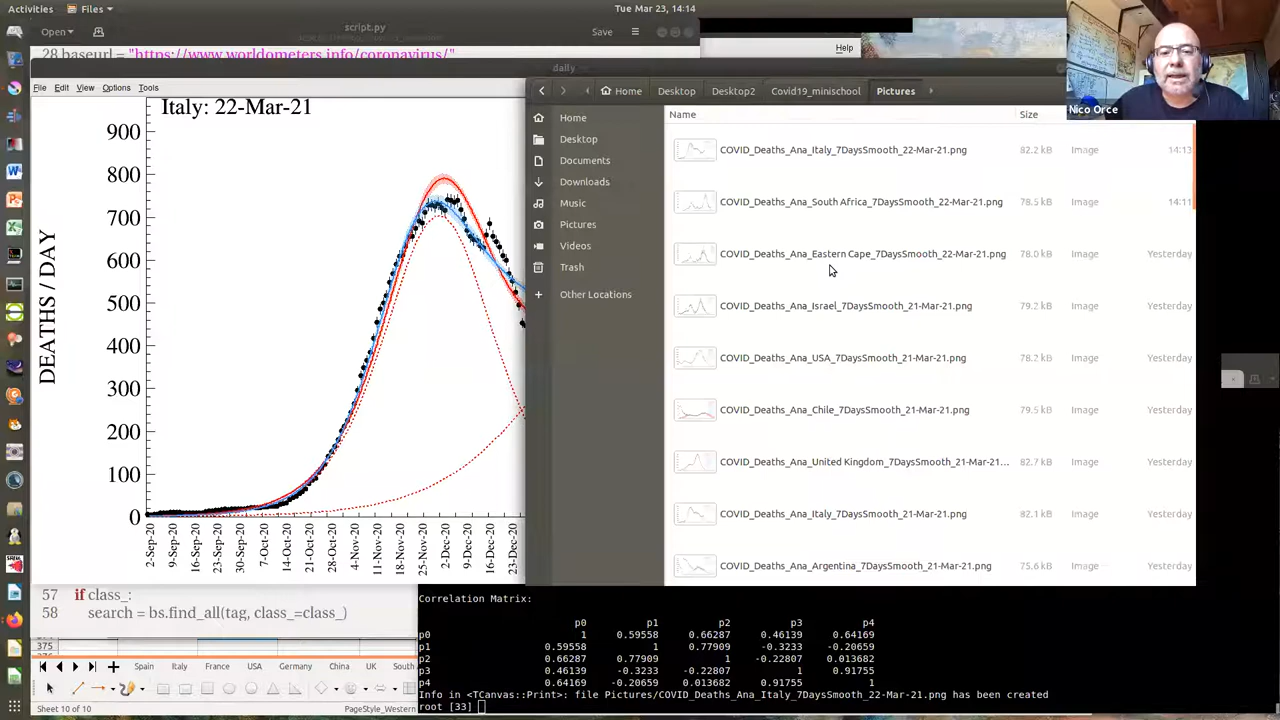 Activities Files Tue Mar 23, 14:14
Open script.py Save
28 baseurl = "https://www.worldometers.info/coronavirus/"
Help
daily
File Edit View Options Tools
Home Desktop Desktop2 Covid19_minischool Pictures
Nico Orce
Name Size
Home
Desktop
Documents
Downloads
Music
Pictures
Videos
Trash
Other Locations
COVID_Deaths_Ana_Italy_7DaysSmooth_22-Mar-21.png 82.2 kB Image 14:13
COVID_Deaths_Ana_South Africa_7DaysSmooth_22-Mar-21.png 78.5 kB Image 14:11
COVID_Deaths_Ana_Eastern Cape_7DaysSmooth_22-Mar-21.png 78.0 kB Image Yesterday
COVID_Deaths_Ana_Israel_7DaysSmooth_21-Mar-21.png 79.2 kB Image Yesterday
COVID_Deaths_Ana_USA_7DaysSmooth_21-Mar-21.png 78.2 kB Image Yesterday
COVID_Deaths_Ana_Chile_7DaysSmooth_21-Mar-21.png 79.5 kB Image Yesterday
COVID_Deaths_Ana_United Kingdom_7DaysSmooth_21-Mar-21… 82.7 kB Image Yesterday
COVID_Deaths_Ana_Italy_7DaysSmooth_21-Mar-21.png 82.1 kB Image Yesterday
COVID_Deaths_Ana_Argentina_7DaysSmooth_21-Mar-21.png 75.6 kB Image Yesterday
Italy: 22-Mar-21
DEATHS / DAY
900
800
700
600
500
400
300
200
100
0
2-Sep-20 9-Sep-20 16-Sep-20 23-Sep-20 30-Sep-20 7-Oct-20 14-Oct-20 21-Oct-20 28-Oct-20 4-Nov-20 11-Nov-20 18-Nov-20 25-Nov-20 2-Dec-20 9-Dec-20 16-Dec-20 23-Dec-20
57 if class_:
58 search = bs.find_all(tag, class_=class_)
375
Spain Italy France USA Germany China UK South
Sheet 10 of 10 PageStyle_Western
Correlation Matrix:
p0 p1 p2 p3 p4
p0 1 0.59558 0.66287 0.46139 0.64169
p1 0.59558 1 0.77909 -0.3233 -0.20659
p2 0.66287 0.77909 1 -0.22807 0.013682
p3 0.46139 -0.3233 -0.22807 1 0.91755
p4 0.64169 -0.20659 0.013682 0.91755 1
Info in <TCanvas::Print>: file Pictures/COVID_Deaths_Ana_Italy_7DaysSmooth_22-Mar-21.png has been created
root [33]